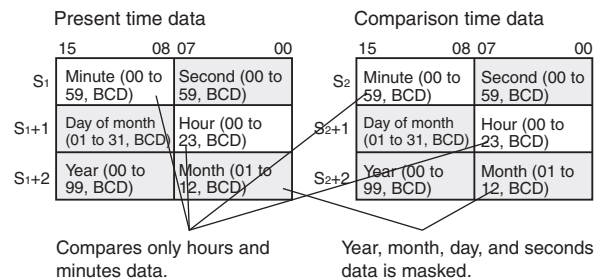 Present time data
Comparison time data
15 08 07 00
15 08 07 00
S1
Minute (00 to
59, BCD)
Second (00 to
59, BCD)
S1+1
Day of month
(01 to 31, BCD)
Hour (00 to
23, BCD)
S1+2
Year (00 to
99, BCD)
Month (01 to
12, BCD)
S2
Minute (00 to
59, BCD)
Second (00 to
59, BCD)
S2+1
Day of month
(01 to 31, BCD)
Hour (00 to
23, BCD)
S2+2
Year (00 to
99, BCD)
Month (01 to
12, BCD)
Compares only hours and
minutes data.
Year, month, day, and seconds
data is masked.